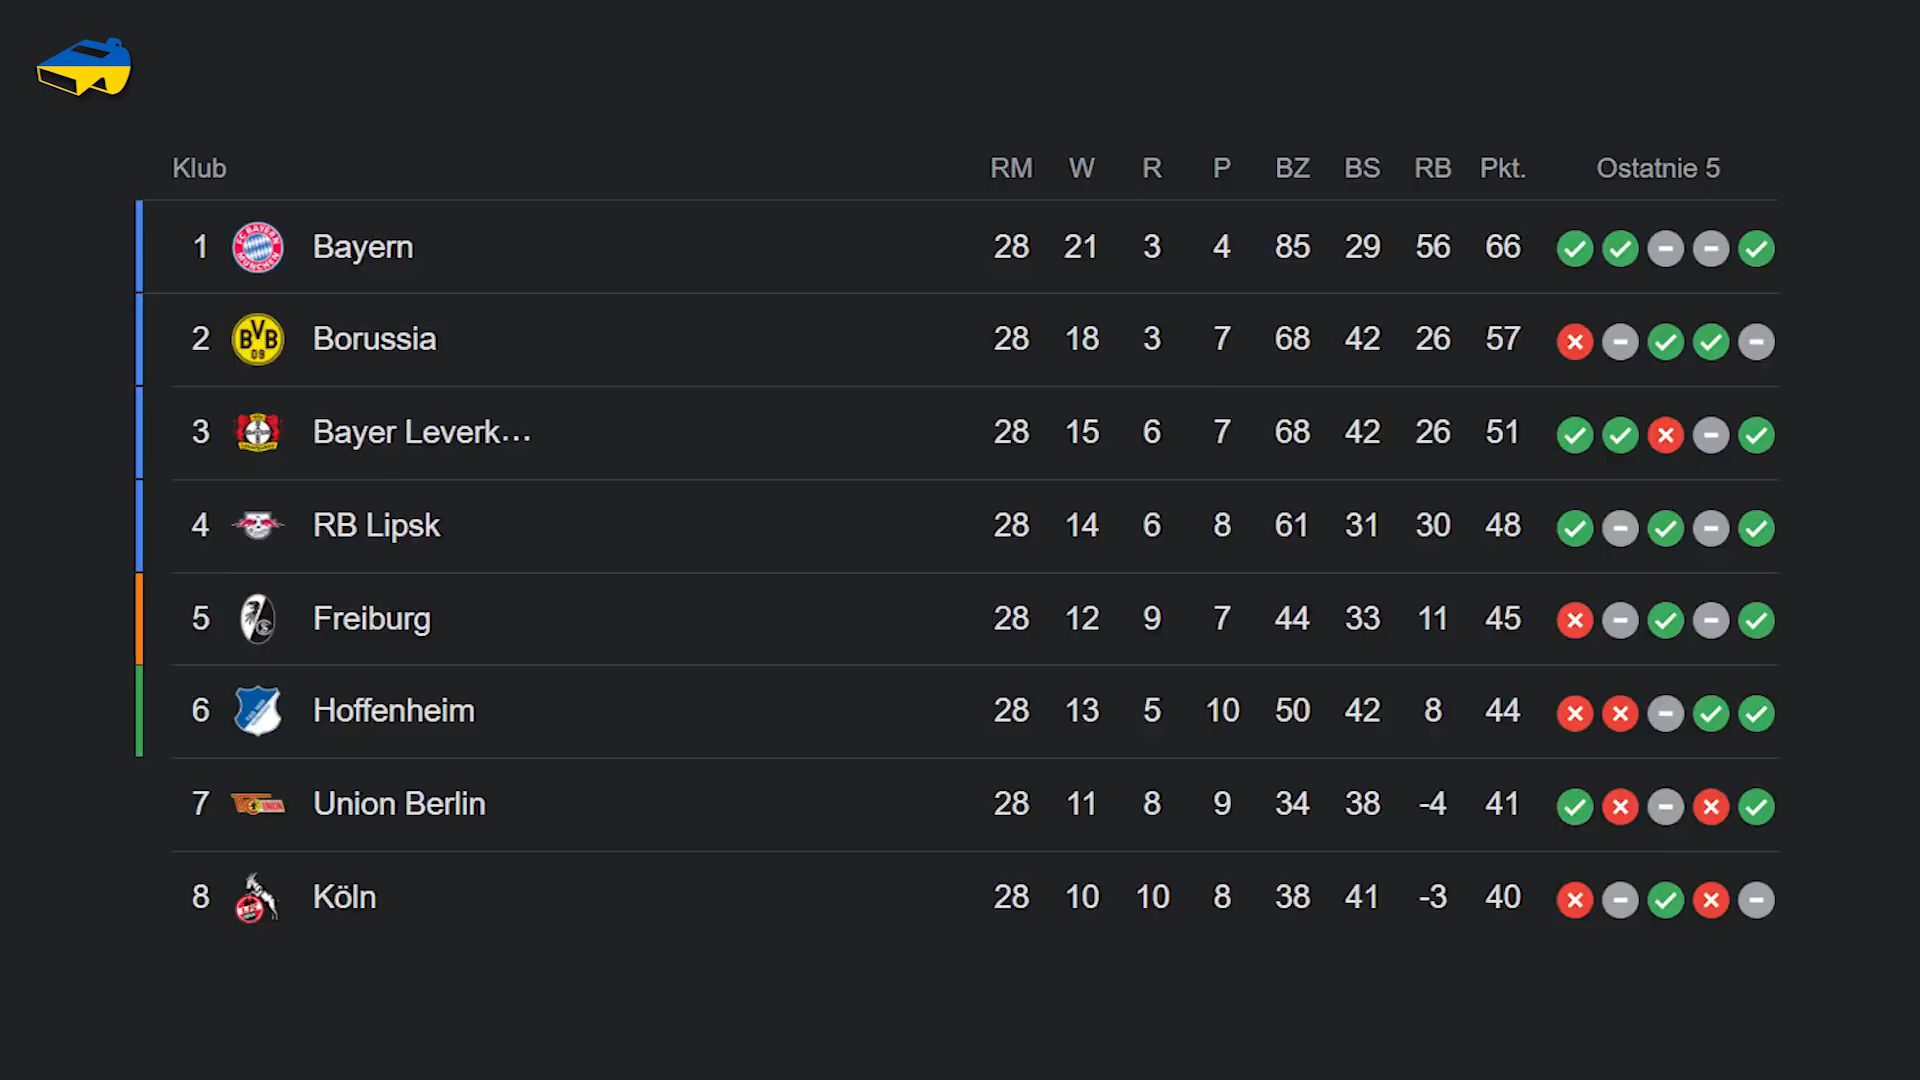 Klub RM W R P BZ BS RB Pkt. Ostatnie 5
1 Bayern 28 21 3 4 85 29 56 66
2 BVB 09 Borussia 28 18 3 7 68 42 26 57
3 Bayer Leverk... 28 15 6 7 68 42 26 51
4 RB Lipsk 28 14 6 8 61 31 30 48
5 Freiburg 28 12 9 7 44 33 11 45
6 Hoffenheim 28 13 5 10 50 42 8 44
7 Union Berlin 28 11 8 9 34 38 -4 41
8 Köln 28 10 10 8 38 41 -3 40